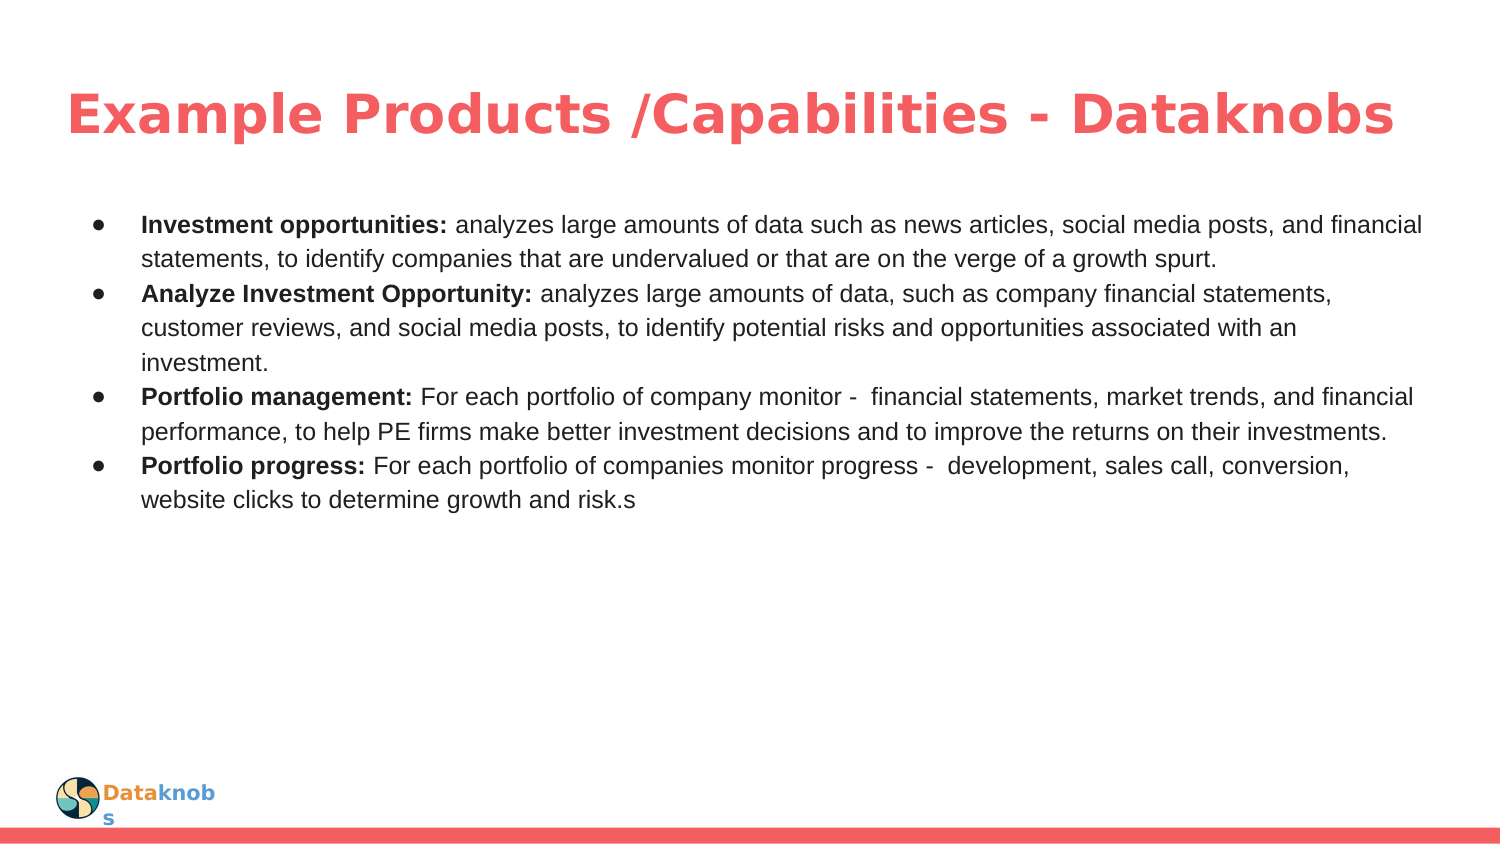 Example Products /Capabilities - Dataknobs
● Investment opportunities: analyzes large amounts of data such as news articles, social media posts, and financial
statements, to identify companies that are undervalued or that are on the verge of a growth spurt.
● Analyze Investment Opportunity: analyzes large amounts of data, such as company financial statements,
customer reviews, and social media posts, to identify potential risks and opportunities associated with an
investment.
● Portfolio management: For each portfolio of company monitor -  financial statements, market trends, and financial
performance, to help PE firms make better investment decisions and to improve the returns on their investments.
● Portfolio progress: For each portfolio of companies monitor progress -  development, sales call, conversion,
website clicks to determine growth and risk.s
Dataknob
s